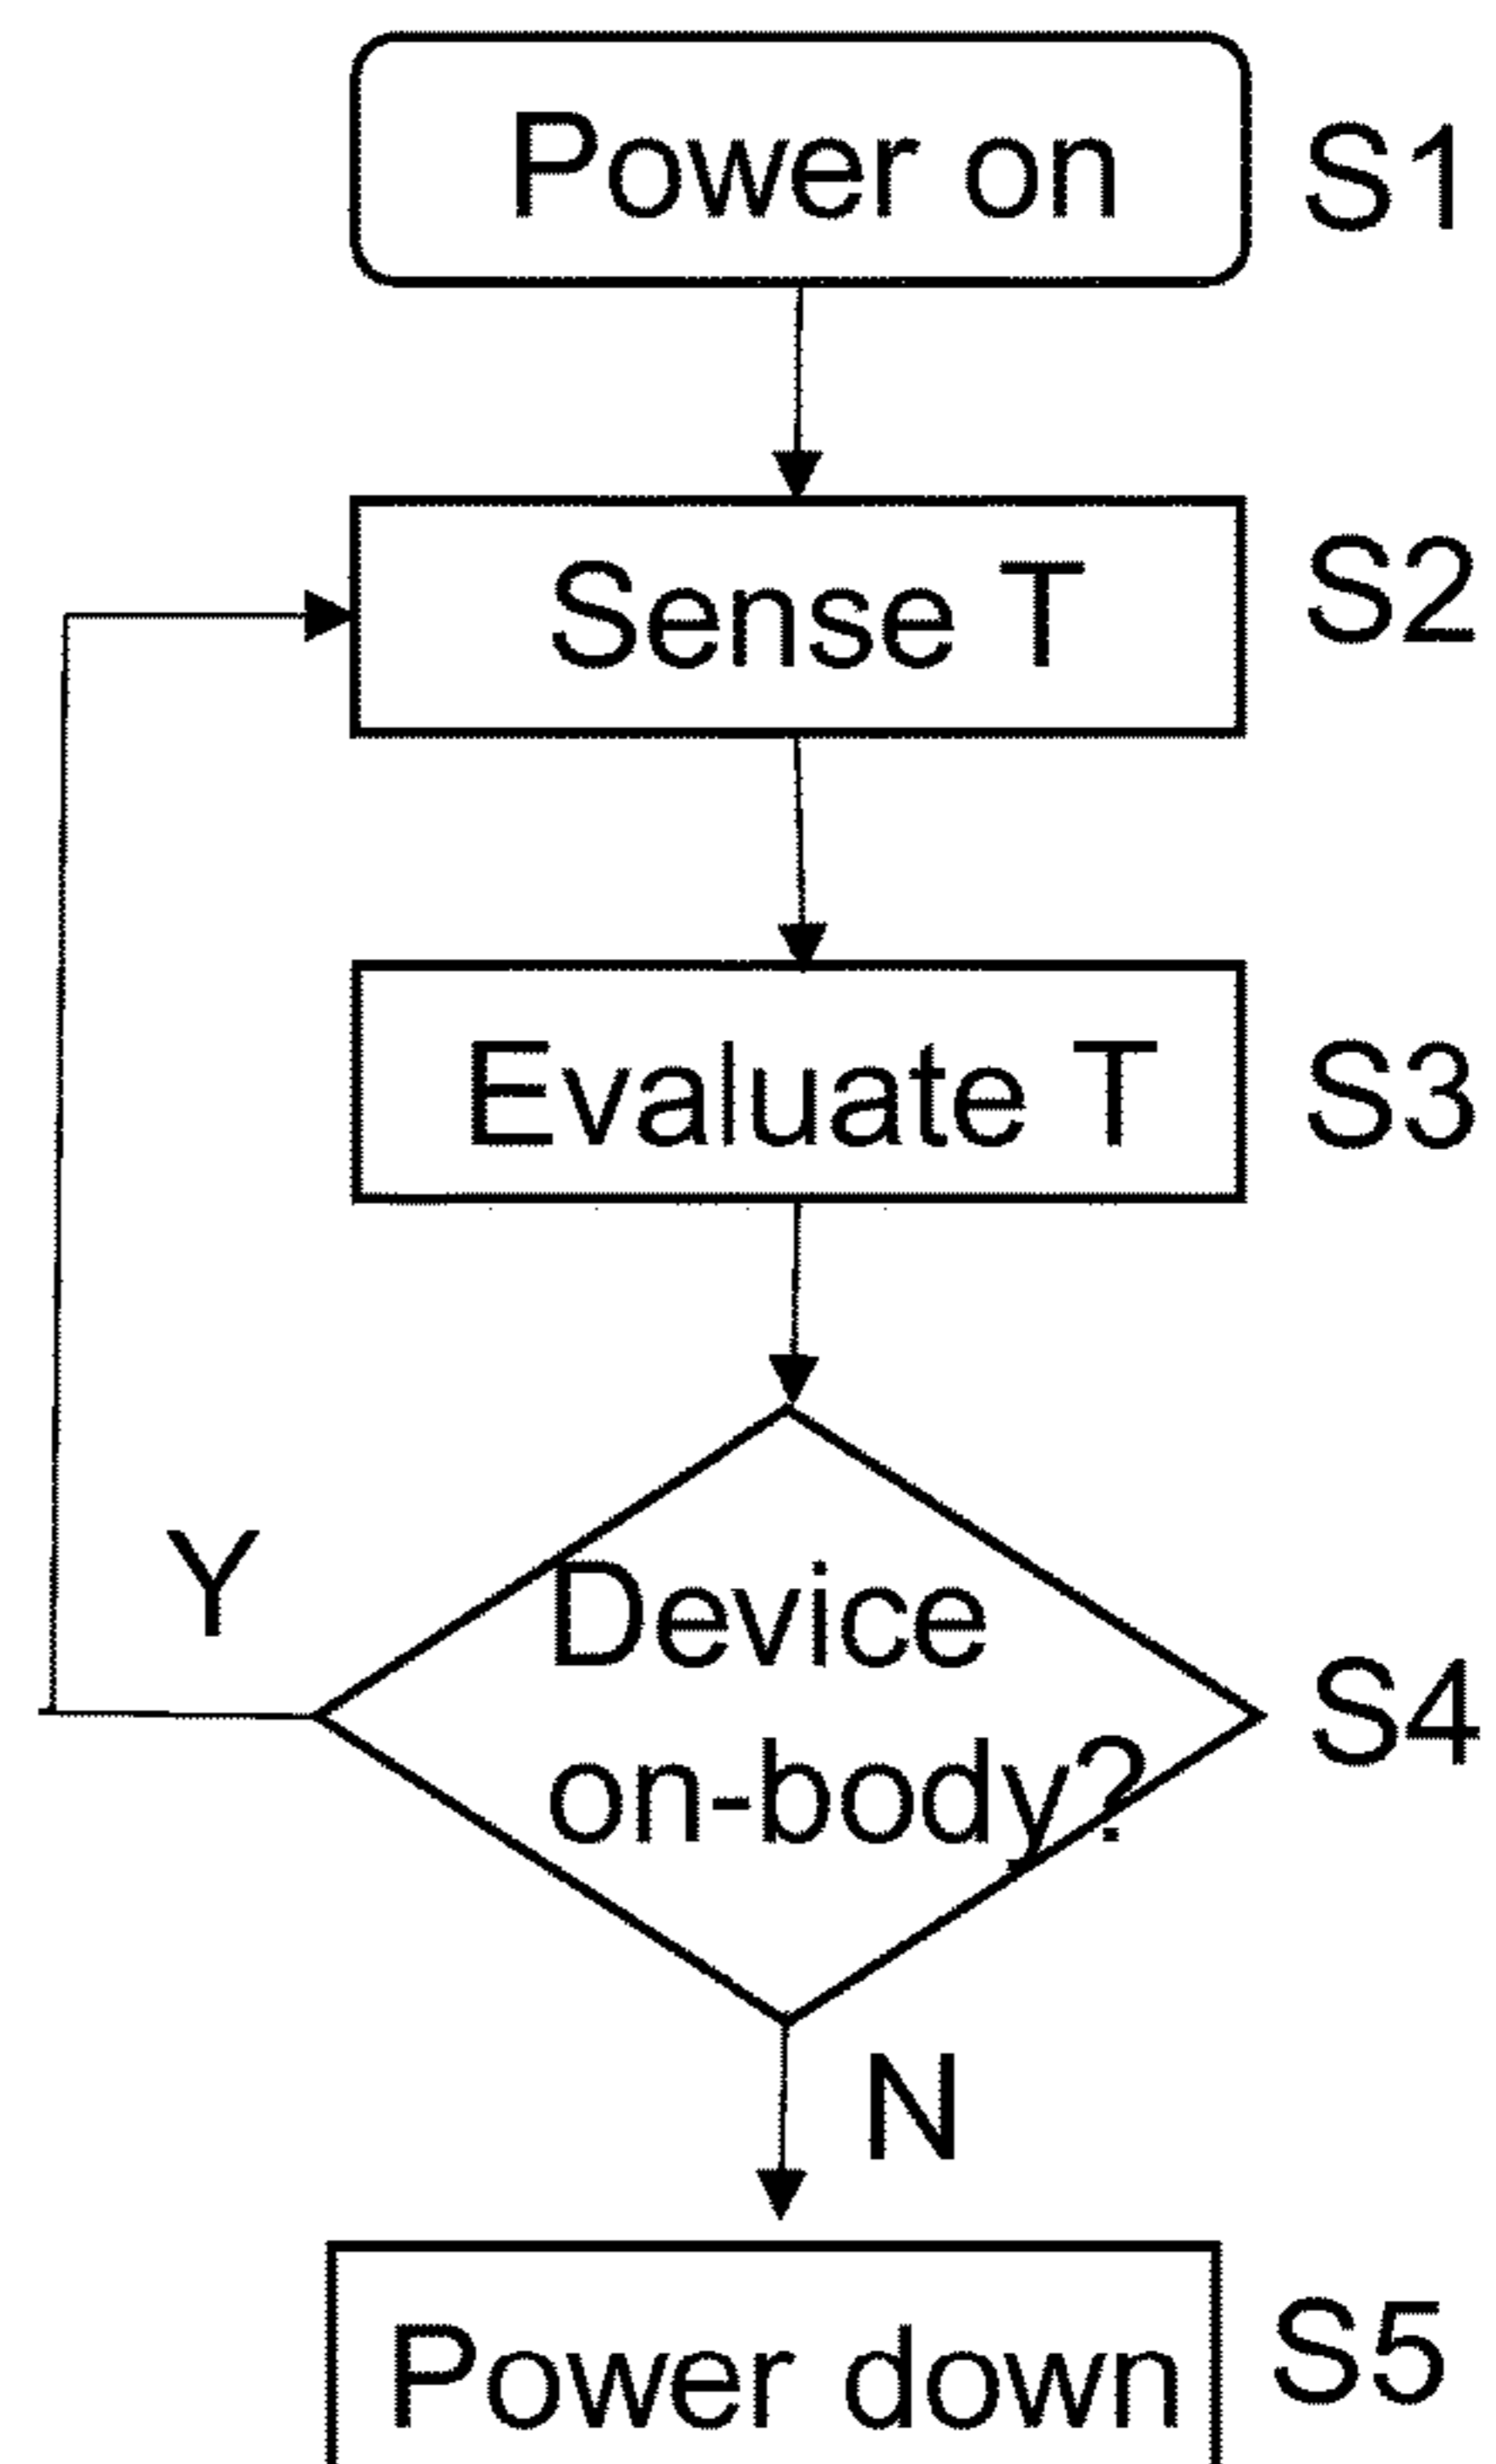 Power on S1
Sense T S2
Evaluate T S3
Y
Device
on-body?
S4
N
Power down S5